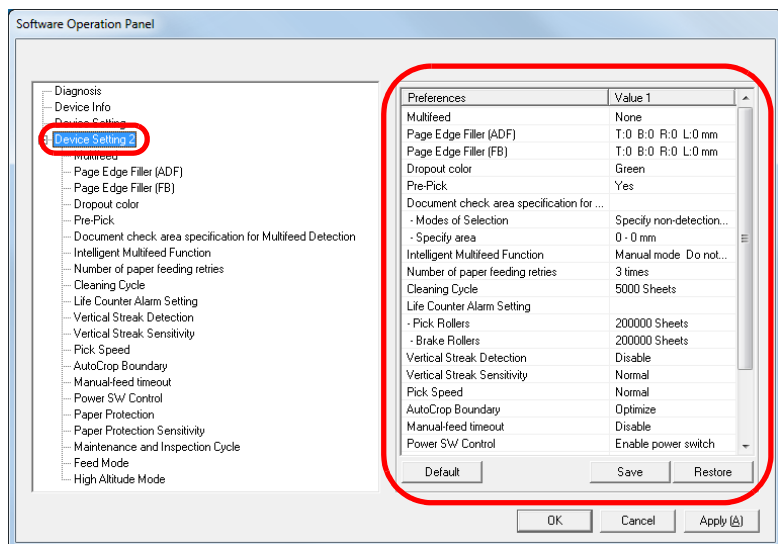 Software Operation Panel
Diagnosis
Device Info
Device Setting
Device Setting 2
Multifeed
Page Edge Filler (ADF)
Page Edge Filler (FB)
Dropout color
Pre-Pick
Document check area specification for Multifeed Detection
Intelligent Multifeed Function
Number of paper feeding retries
Cleaning Cycle
Life Counter Alarm Setting
Vertical Streak Detection
Vertical Streak Sensitivity
Pick Speed
AutoCrop Boundary
Manual-feed timeout
Power SW Control
Paper Protection
Paper Protection Sensitivity
Maintenance and Inspection Cycle
Feed Mode
High Altitude Mode
Preferences Value 1
Multifeed None
Page Edge Filler (ADF) T:0 B:0 R:0 L:0 mm
Page Edge Filler (FB) T:0 B:0 R:0 L:0 mm
Dropout color Green
Pre-Pick Yes
Document check area specification for ...
- Modes of Selection Specify non-detection...
- Specify area 0 - 0 mm
Intelligent Multifeed Function Manual mode Do not...
Number of paper feeding retries 3 times
Cleaning Cycle 5000 Sheets
Life Counter Alarm Setting
- Pick Rollers 200000 Sheets
- Brake Rollers 200000 Sheets
Vertical Streak Detection Disable
Vertical Streak Sensitivity Normal
Pick Speed Normal
AutoCrop Boundary Optimize
Manual-feed timeout Disable
Power SW Control Enable power switch
Default Save Restore
OK Cancel Apply (A)